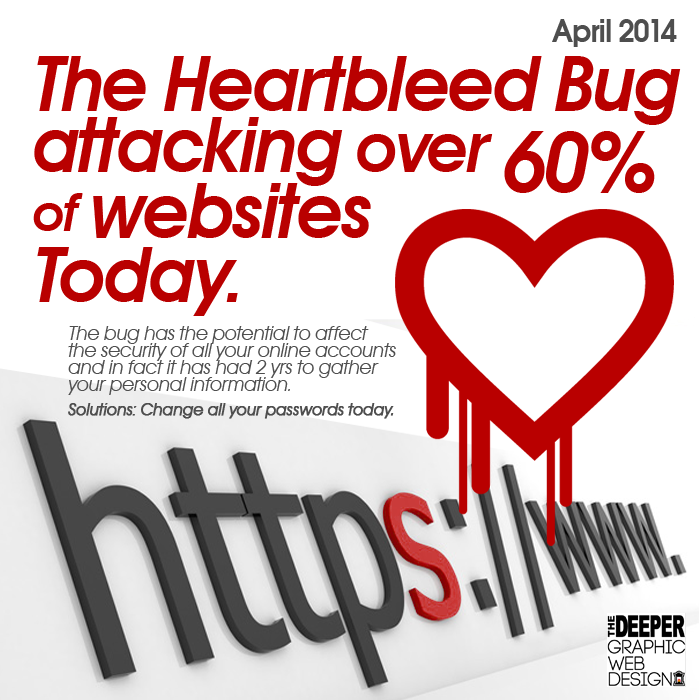 April 2014
The Heartbleed Bug
attacking over 60%
of websites
Today.
The bug has the potential to affect
the security of all your online accounts
and in fact it has had 2 yrs to gather
your personal information.
Solutions: Change all your passwords today.
https://www.
THE DEEPER
GRAPHIC
WEB
DESIGN